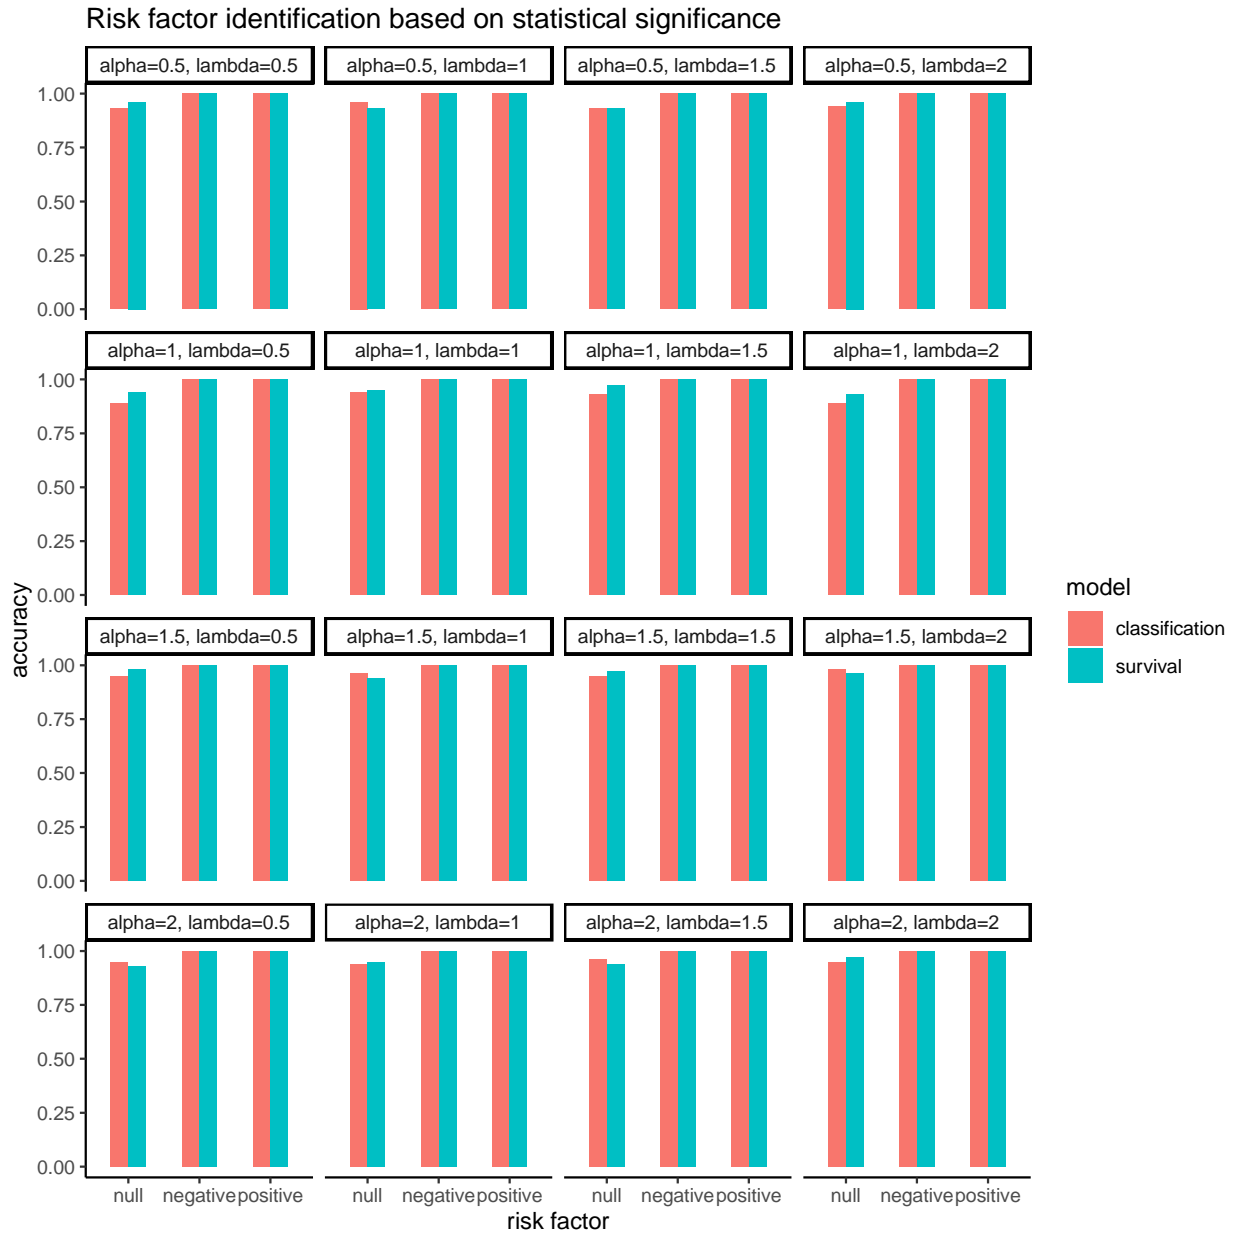 Risk factor identification based on statistical significance
alpha=0.5, lambda=0.5
alpha=0.5, lambda=1
alpha=0.5, lambda=1.5
alpha=0.5, lambda=2
1.00
0.75
0.50
0.25
0.00
alpha=1, lambda=0.5
alpha=1, lambda=1
alpha=1, lambda=1.5
alpha=1, lambda=2
1.00
0.75
0.50
0.25
0.00
alpha=1.5, lambda=0.5
alpha=1.5, lambda=1
alpha=1.5, lambda=1.5
alpha=1.5, lambda=2
1.00
0.75
0.50
0.25
0.00
alpha=2, lambda=0.5
alpha=2, lambda=1
alpha=2, lambda=1.5
alpha=2, lambda=2
1.00
0.75
0.50
0.25
0.00
null negative positive
null negative positive
null negative positive
null negative positive
risk factor
accuracy
model
classification
survival